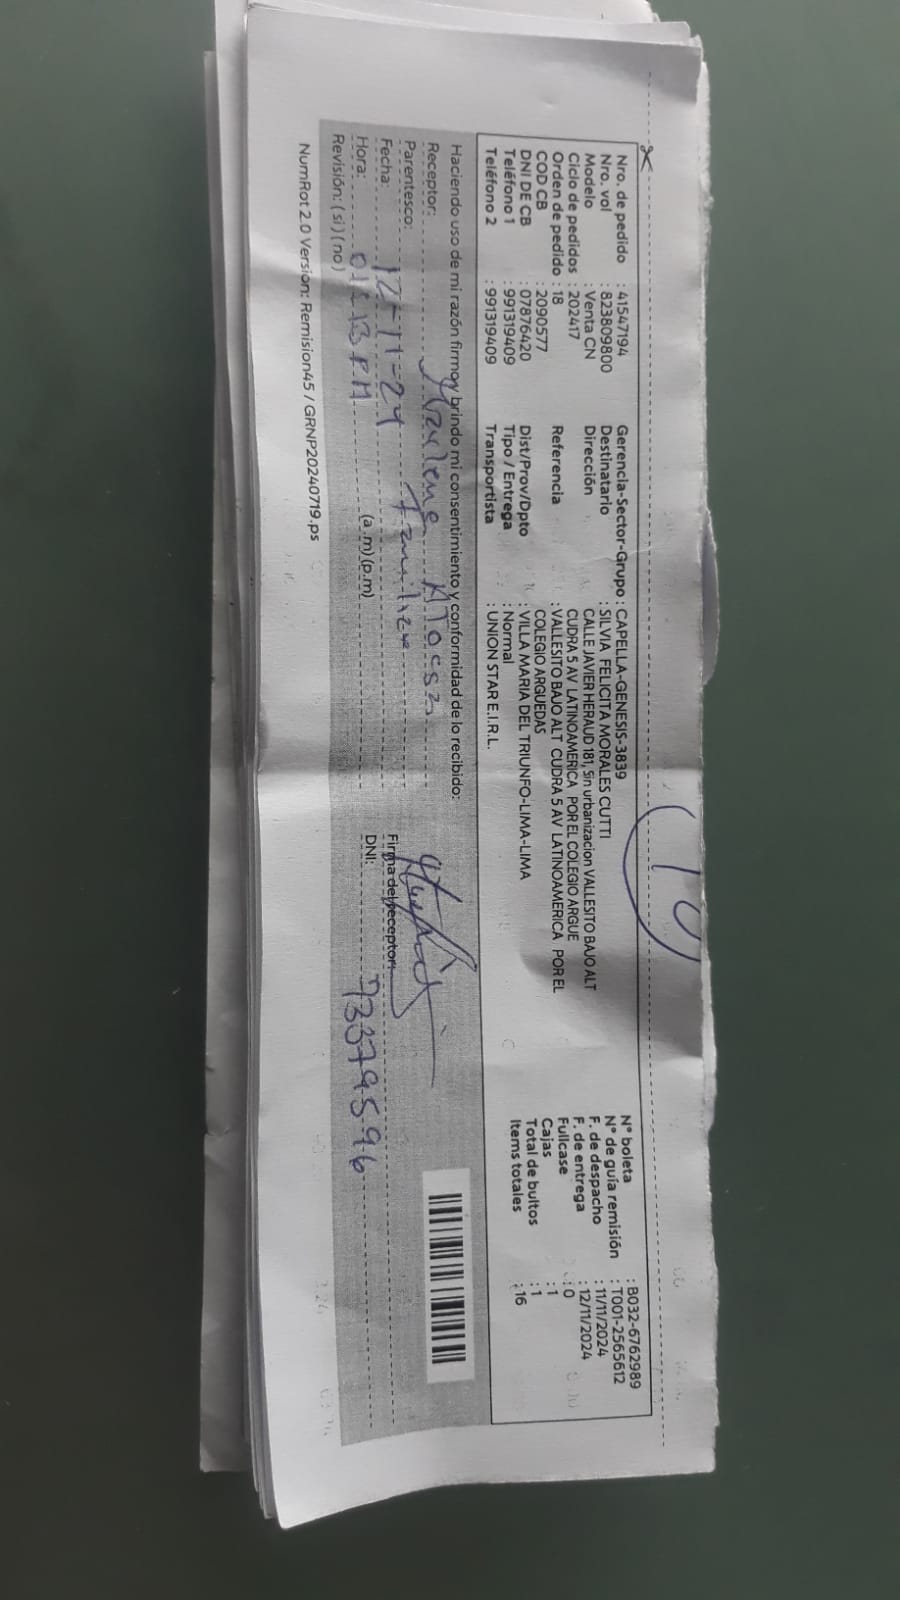 Nro. de pedido : 41547194
Nro. vol : 823809800
Modelo : Venta CN
Ciclo de pedidos : 202417
Orden de pedido : 18
COD CB : 2090577
DNI DE CB : 07876420
Teléfono 1 : 991319409
Teléfono 2 : 991319409
Gerencia-Sector-Grupo : CAPELLA-GENESIS-3839
Destinatario : SILVIA FELICITA MORALES CUTTI
Dirección CALLE JAVIER HERAUD 181, Sin urbanizacion VALLESITO BAJO ALT
CUDRA 5 AV LATINOAMERICA POR EL COLEGIO ARGUE
Referencia : VALLESITO BAJO ALT CUDRA 5 AV LATINOAMERICA POR EL
COLEGIO ARGUEDAS
Dist/Prov/Dpto : VILLA MARIA DEL TRIUNFO-LIMA-LIMA
Tipo / Entrega : Normal
Transportista : UNION STAR E.I.R.L.
N° boleta : B032-6762989
N° de guía remisión : T001-2565612
F. de despacho : 11/11/2024
F. de entrega : 12/11/2024
Fullcase : 0
Cajas : 1
Total de bultos : 1
Items totales : 16
Haciendo uso de mi razón firmo y brindo mi consentimiento y conformidad de lo recibido:
Receptor:
Parentesco: familiar
Fecha: 12-11-24
Hora: 01:13 P.M (a.m)(p.m)
Revisión: (si)(no)
Firma del receptor:
DNI: 73379596
NumRot 2.0 Version: Remision45 / GRNP20240719.ps